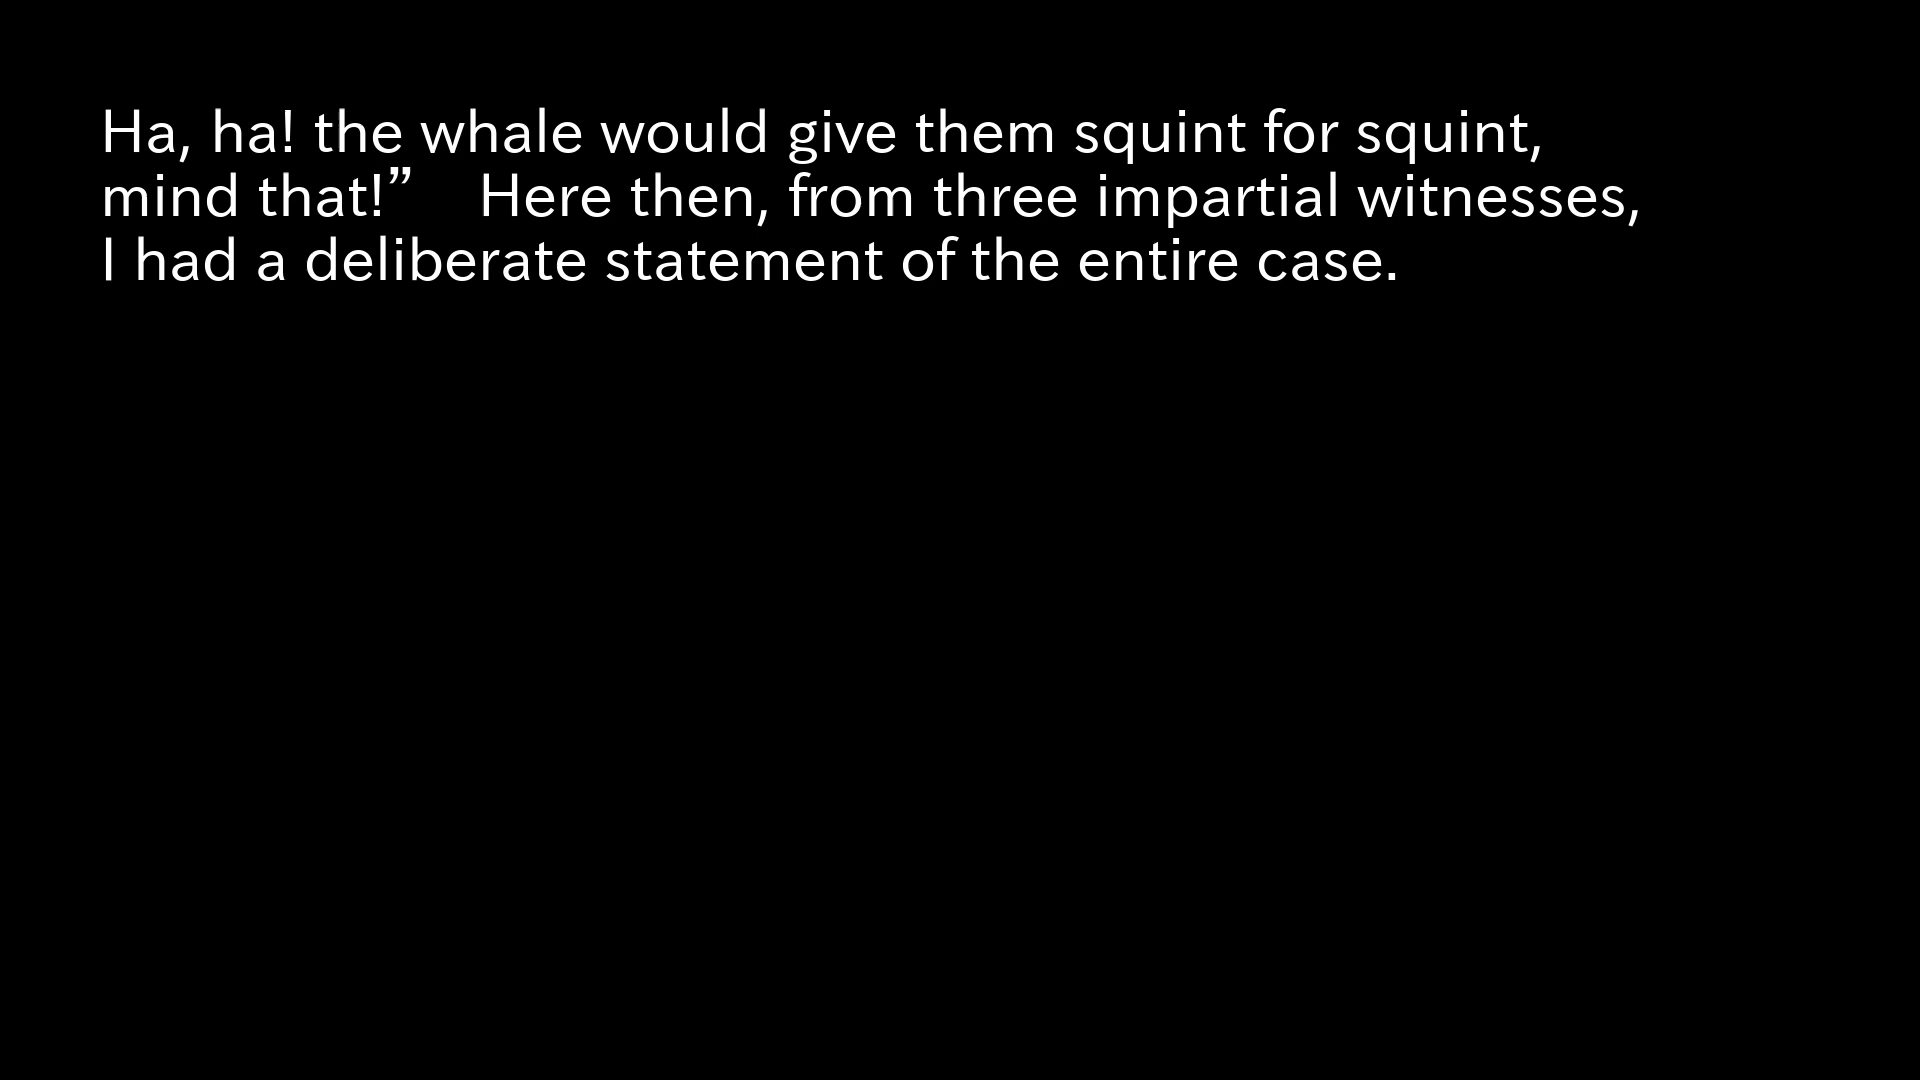 Ha, ha! the whale would give them squint for squint,
mind that!”    Here then, from three impartial witnesses,
I had a deliberate statement of the entire case.